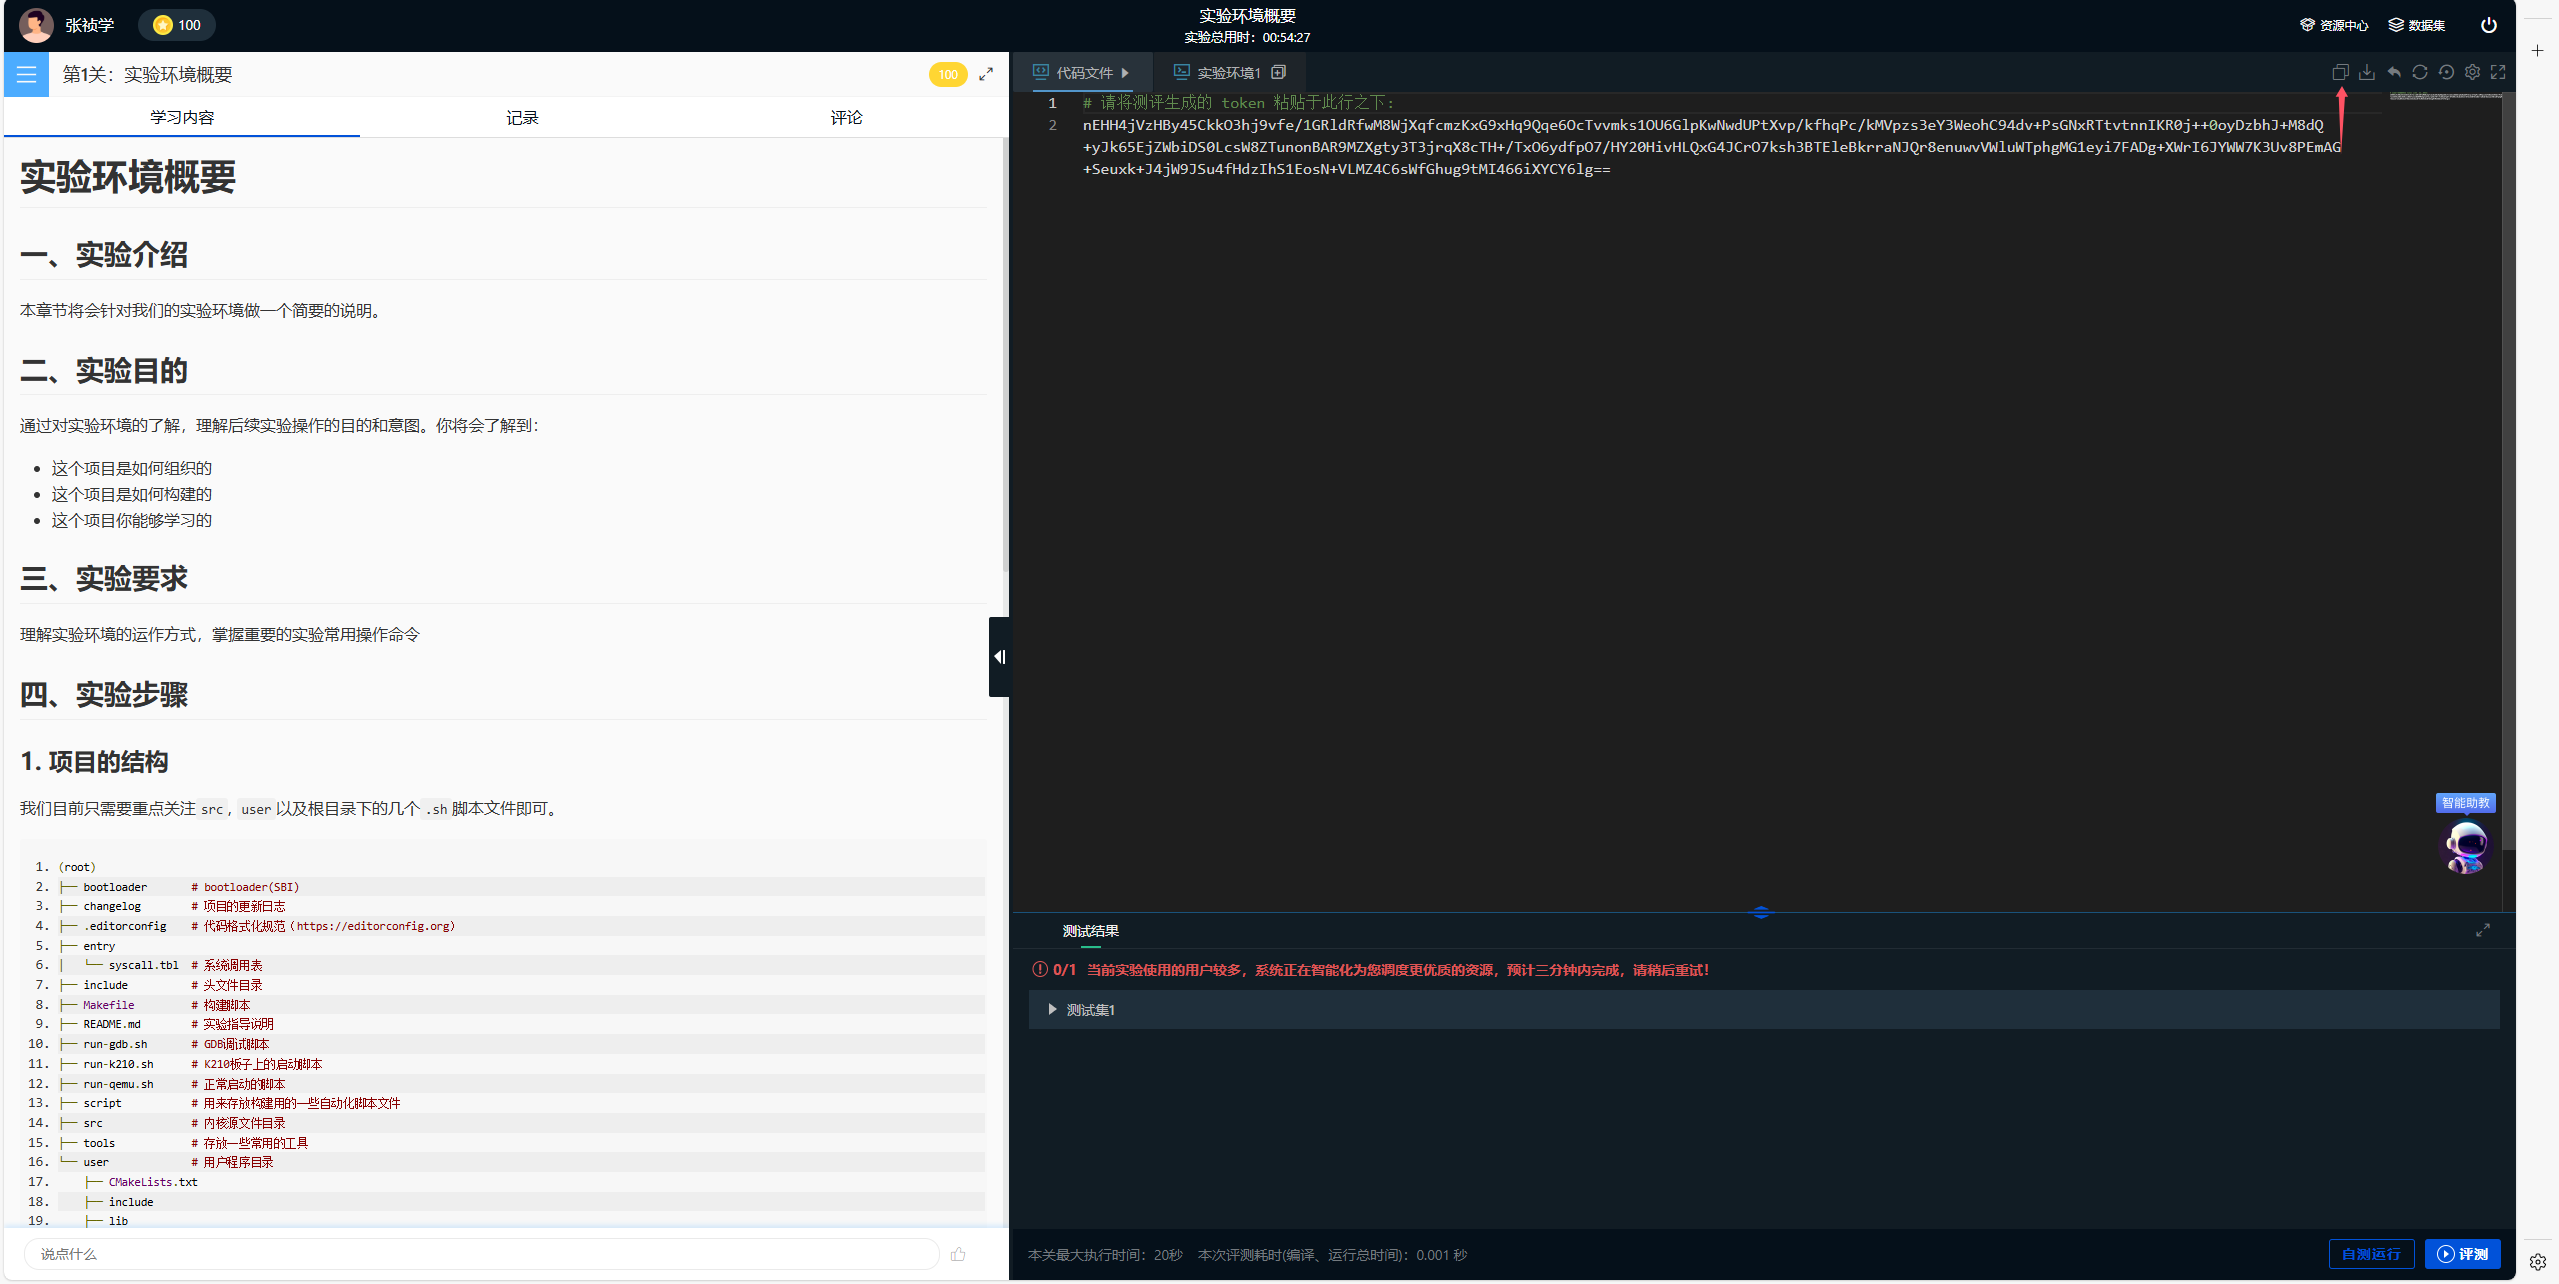 张祯学
100
实验环境概要
实验总用时：00:54:27
资源中心
数据集
第1关：实验环境概要
100
学习内容
记录
评论
实验环境概要
一、实验介绍
本章节将会针对我们的实验环境做一个简要的说明。
二、实验目的
通过对实验环境的了解，理解后续实验操作的目的和意图。你将会了解到：
这个项目是如何组织的
这个项目是如何构建的
这个项目你能够学习的
三、实验要求
理解实验环境的运作方式，掌握重要的实验常用操作命令
四、实验步骤
1. 项目的结构
我们目前只需要重点关注 src，user 以及根目录下的几个 .sh 脚本文件即可。
1. (root)
2. ├── bootloader # bootloader(SBI)
3. ├── changelog # 项目的更新日志
4. ├── .editorconfig # 代码格式化规范（https://editorconfig.org）
5. ├── entry
6. │ └── syscall.tbl # 系统调用表
7. ├── include # 头文件目录
8. ├── Makefile # 构建脚本
9. ├── README.md # 实验指导说明
10. ├── run-gdb.sh # GDB调试脚本
11. ├── run-k210.sh # K210板子上的启动脚本
12. ├── run-qemu.sh # 正常启动的脚本
13. ├── script # 用来存放构建用的一些自动化脚本文件
14. ├── src # 内核源文件目录
15. ├── tools # 存放一些常用的工具
16. └── user # 用户程序目录
17. ├── CMakeLists.txt
18. ├── include
19. ├── lib
说点什么
代码文件
实验环境1
1 # 请将测评生成的 token 粘贴于此行之下：
2 nEHH4jVzHBy45CkkO3hj9vfe/1GRldRfwM8WjXqfcmzKxG9xHq9Qqe6OcTvvmks1OU6GlpKwNwdUPtXvp/kfhqPc/kMVpzs3eY3WeohC94dv+PsGNxRTtvtnnIKR0j++0oyDzbhJ+M8dQ
+yJk65EjZWbiDS0LcsW8ZTunonBAR9MZXgty3T3jrqX8cTH+/TxO6ydfpO7/HY20HivHLQxG4JCrO7ksh3BTEleBkrraNJQr8enuwvVWluWTphgMG1eyi7FADg+XWrI6JYWW7K3Uv8PEmAG
+Seuxk+J4jW9JSu4fHdzIhS1EosN+VLMZ4C6sWfGhug9tMI466iXYCY6lg==
智能助教
测试结果
0/1 当前实验使用的用户较多，系统正在智能化为您调度更优质的资源，预计三分钟内完成，请稍后重试！
测试集1
本关最大执行时间：20秒 本次评测耗时(编译、运行总时间)：0.001 秒
自测运行
评测